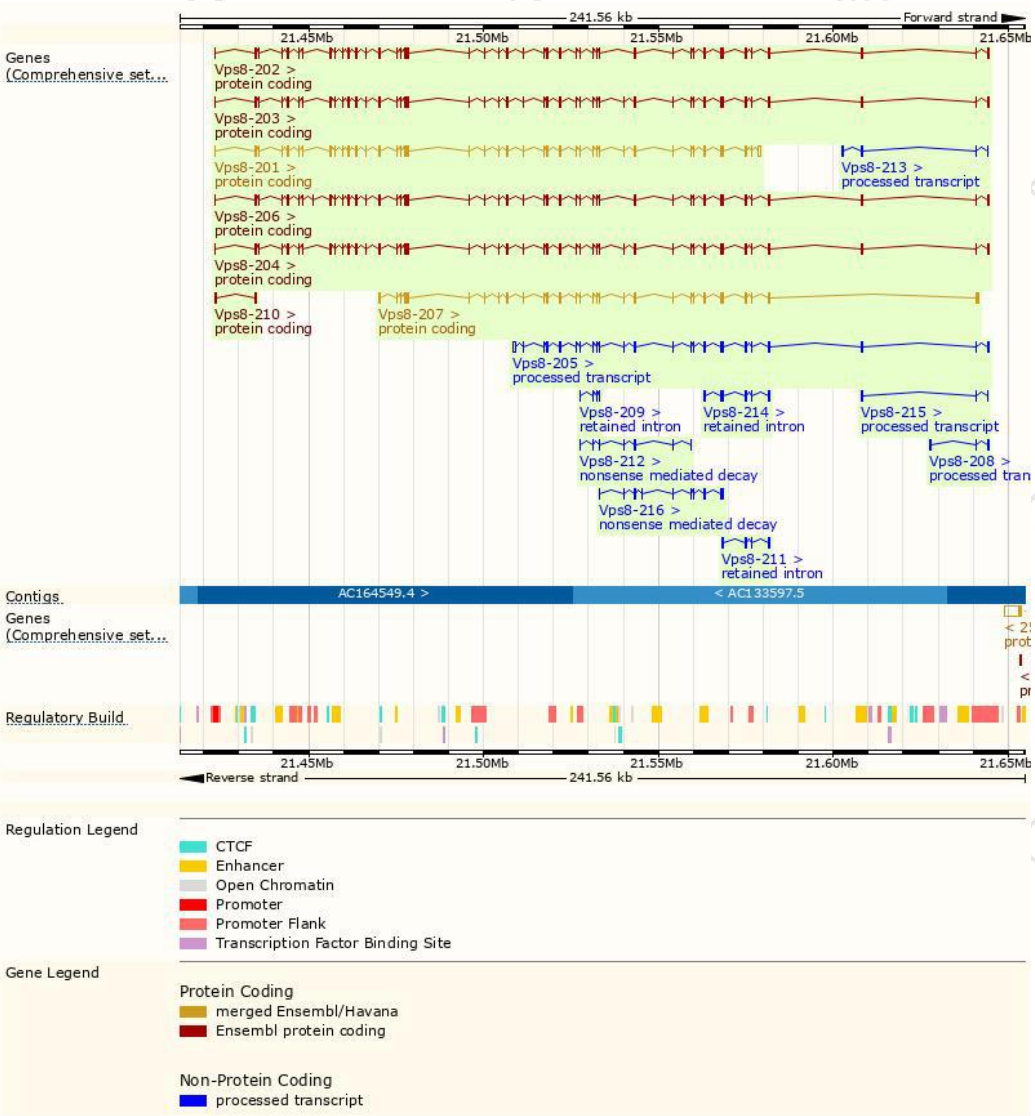 241.56 kb Forward strand
21.45Mb 21.50Mb 21.55Mb 21.60Mb 21.65Mb
Genes
(Comprehensive set...
Vps8-202 >
protein coding
Vps8-203 >
protein coding
Vps8-201 > Vps8-213 >
protein coding processed transcript
Vps8-206 >
protein coding
Vps8-204 >
protein coding
Vps8-210 > Vps8-207 >
protein coding protein coding
Vps8-205 >
processed transcript
Vps8-209 > Vps8-214 > Vps8-215 >
retained intron retained intron processed transcript
Vps8-212 > Vps8-208 >
nonsense mediated decay processed tran
Vps8-216 >
nonsense mediated decay
Vps8-211 >
retained intron
Contigs AC164549.4 > < AC133597.5
Genes
(Comprehensive set...
< 2
prot
<
pr
Regulatory Build
21.45Mb 21.50Mb 21.55Mb 21.60Mb 21.65Mb
Reverse strand 241.56 kb
Regulation Legend
CTCF
Enhancer
Open Chromatin
Promoter
Promoter Flank
Transcription Factor Binding Site
Gene Legend
Protein Coding
merged Ensembl/Havana
Ensembl protein coding
Non-Protein Coding
processed transcript